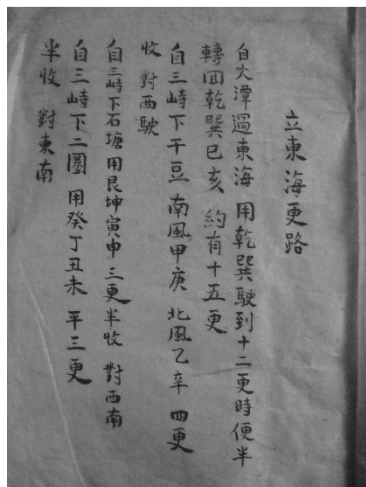 立東海更路
自大潭過東海用乾巽駛到十二更時便半
轉回乾巽巳亥約有十五更
自三峙下干豆南風甲庚北風乙辛四更
收對西駛
自三峙下石塘用艮坤寅申三更半收對西南
自三峙下二圈用癸丁丑未平三更
半收對東南